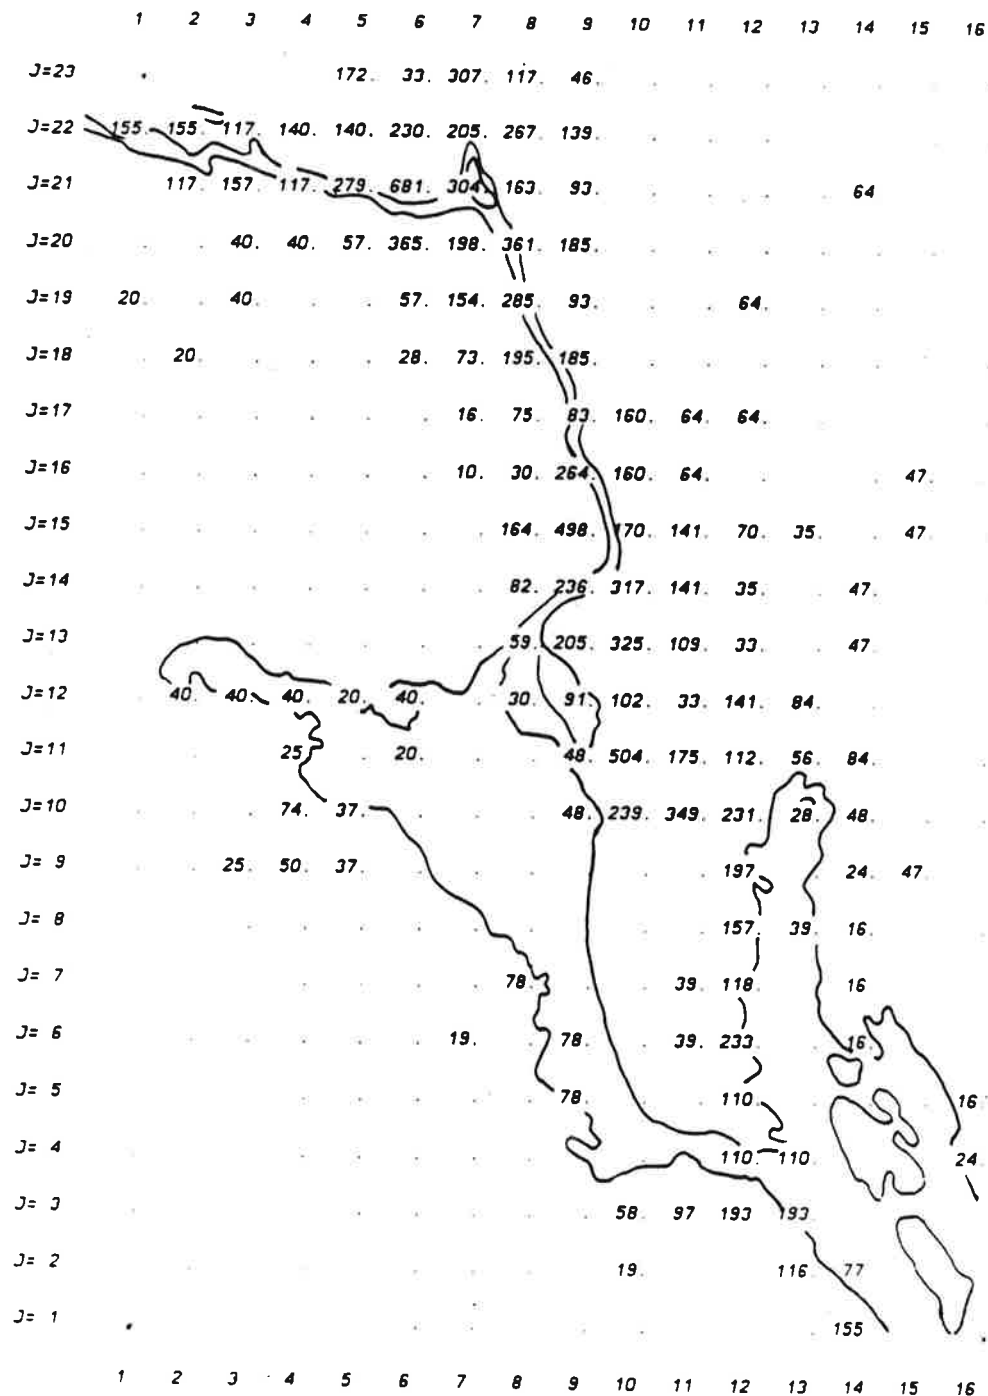 1 2 3 4 5 6 7 8 9 10 11 12 13 14 15 16
J=23 172. 33. 307. 117. 46.
J=22 155. 155. 117. 140. 140. 230. 205. 267. 139.
J=21 117. 157. 117. 279. 681. 304. 163. 93. 64
J=20 40. 40. 57. 365. 198. 361. 185.
J=19 20. 40. 57. 154. 285. 93. 64.
J=18 20. 28. 73. 195. 185.
J=17 16. 75. 83. 160. 64. 64.
J=16 10. 30. 264. 160. 64. 47.
J=15 164. 498. 170. 141. 70. 35. 47.
J=14 82. 236. 317. 141. 35. 47.
J=13 59. 205. 325. 109. 33. 47.
J=12 40. 40. 40. 20. 40. 30. 91. 102. 33. 141. 84.
J=11 25. 20. 48. 504. 175. 112. 56. 84.
J=10 74. 37. 48. 239. 349. 231. 28. 48.
J= 9 25. 50. 37. 197. 24. 47.
J= 8 157. 39. 16.
J= 7 78. 39. 118. 16.
J= 6 19. 78. 39. 233. 16.
J= 5 78. 110. 16.
J= 4 110. 110. 24.
J= 3 58. 97. 193. 193.
J= 2 19. 116. 77
J= 1 155
1 2 3 4 5 6 7 8 9 10 11 12 13 14 15 16